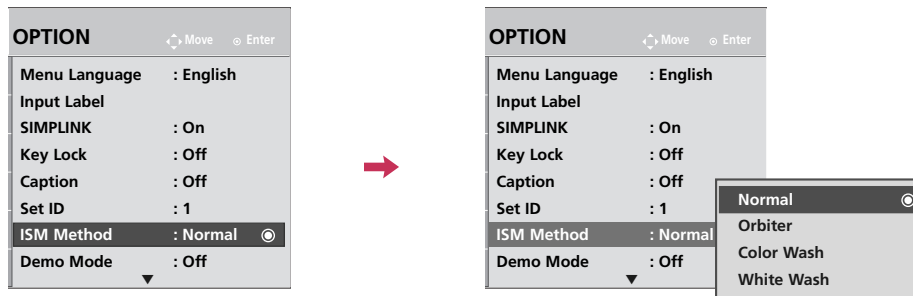 OPTION Move Enter
Menu Language : English
Input Label
SIMPLINK : On
Key Lock : Off
Caption : Off
Set ID : 1
ISM Method : Normal
Demo Mode : Off
OPTION Move Enter
Menu Language : English
Input Label
SIMPLINK : On
Key Lock : Off
Caption : Off
Set ID : 1
ISM Method : Normal
Demo Mode : Off
Normal
Orbiter
Color Wash
White Wash